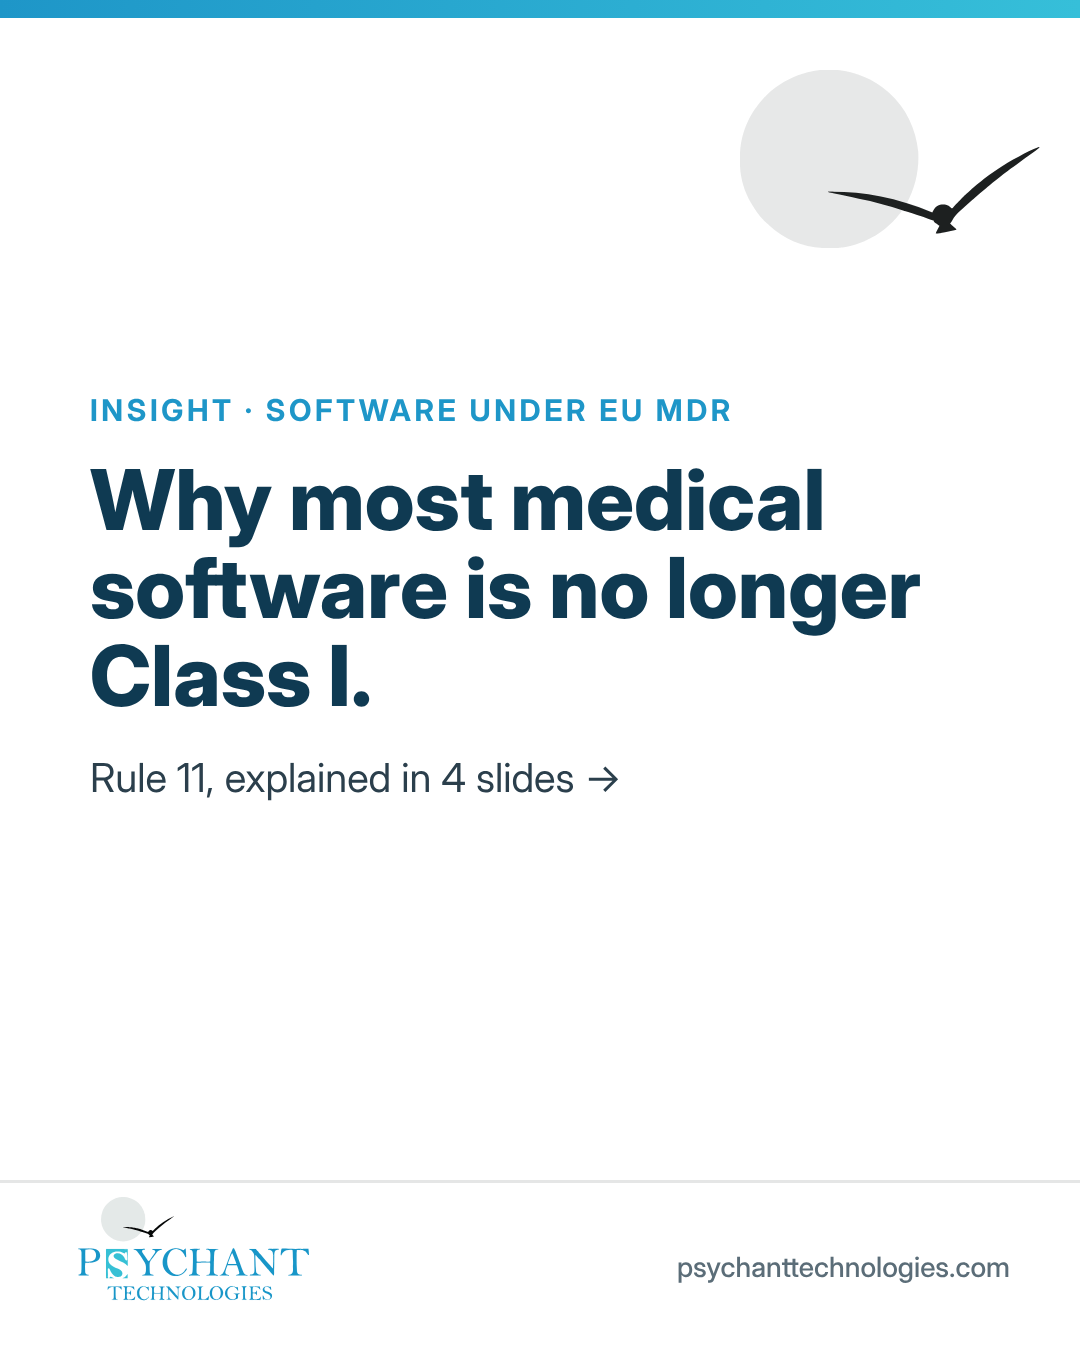 INSIGHT · SOFTWARE UNDER EU MDR
Why most medical
software is no longer
Class I.
Rule 11, explained in 4 slides →
PSYCHANT
TECHNOLOGIES
psychanttechnologies.com